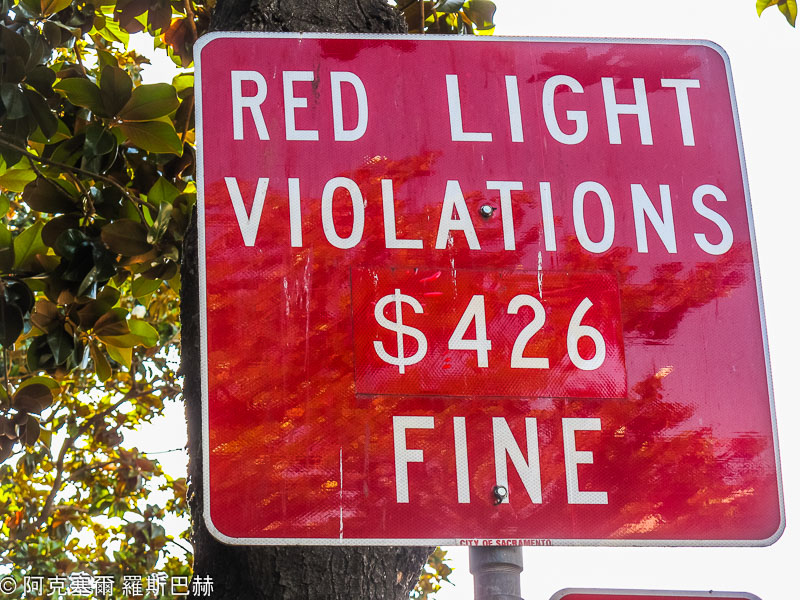 RED LIGHT
VIOLATIONS
$426
FINE
CITY OF SACRAMENTO
© 阿克塞爾 羅斯巴赫